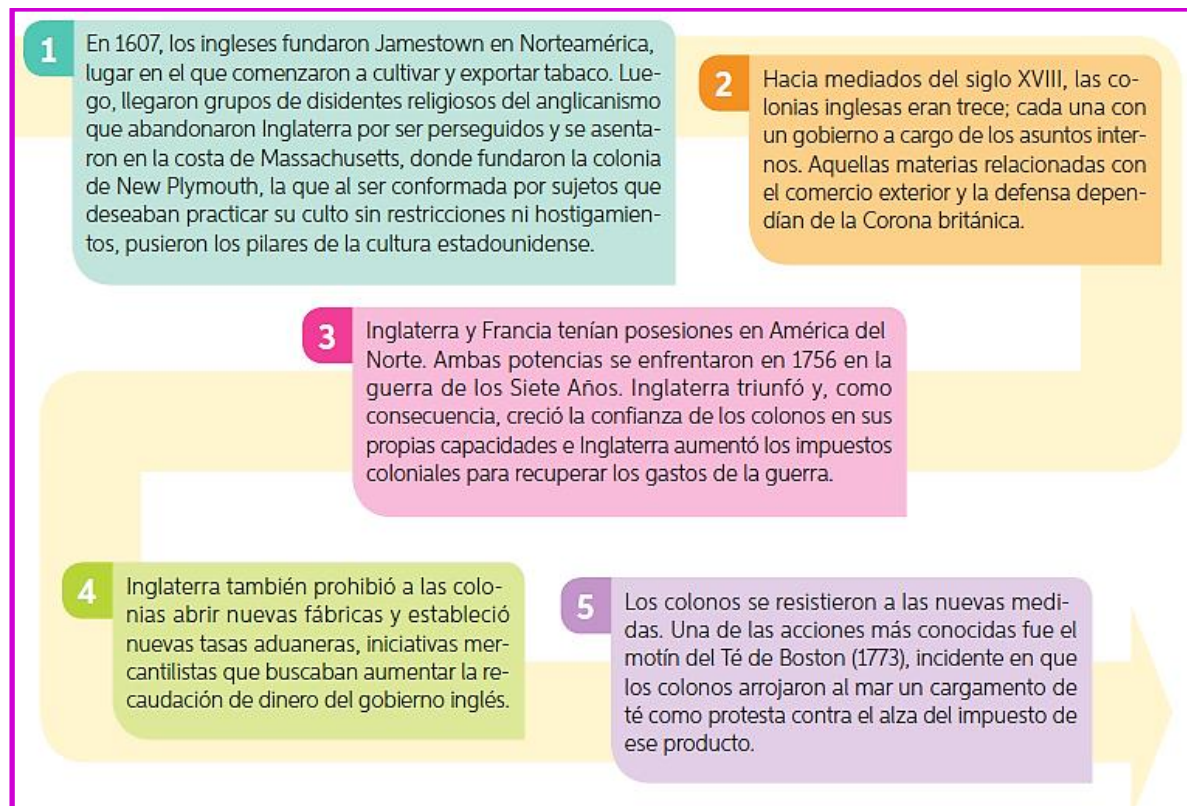 1
En 1607, los ingleses fundaron Jamestown en Norteamérica,
lugar en el que comenzaron a cultivar y exportar tabaco. Lue-
go, llegaron grupos de disidentes religiosos del anglicanismo
que abandonaron Inglaterra por ser perseguidos y se asenta-
ron en la costa de Massachusetts, donde fundaron la colonia
de New Plymouth, la que al ser conformada por sujetos que
deseaban practicar su culto sin restricciones ni hostigamien-
tos, pusieron los pilares de la cultura estadounidense.
2
Hacia mediados del siglo XVIII, las co-
lonias inglesas eran trece; cada una con
un gobierno a cargo de los asuntos inter-
nos. Aquellas materias relacionadas con
el comercio exterior y la defensa depen-
dían de la Corona británica.
3
Inglaterra y Francia tenían posesiones en América del
Norte. Ambas potencias se enfrentaron en 1756 en la
guerra de los Siete Años. Inglaterra triunfó y, como
consecuencia, creció la confianza de los colonos en sus
propias capacidades e Inglaterra aumentó los impuestos
coloniales para recuperar los gastos de la guerra.
4
Inglaterra también prohibió a las colo-
nias abrir nuevas fábricas y estableció
nuevas tasas aduaneras, iniciativas mer-
cantilistas que buscaban aumentar la re-
caudación de dinero del gobierno inglés.
5
Los colonos se resistieron a las nuevas medi-
das. Una de las acciones más conocidas fue el
motín del Té de Boston (1773), incidente en que
los colonos arrojaron al mar un cargamento de
té como protesta contra el alza del impuesto de
ese producto.